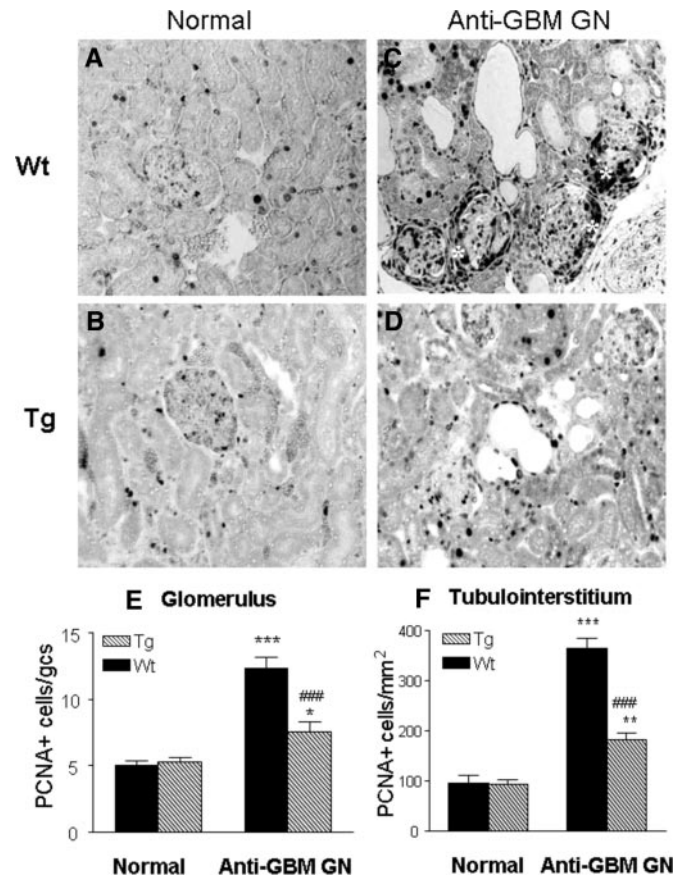 Normal
Anti-GBM GN
Wt
A
C
*
*
*
Tg
B
D
E Glomerulus
PCNA+ cells/gcs
15
10
5
0
Tg
Wt
***
###
*
Normal
Anti-GBM GN
F Tubulointerstitium
PCNA+ cells/mm²
400
300
200
100
0
Tg
Wt
***
###
**
Normal
Anti-GBM GN